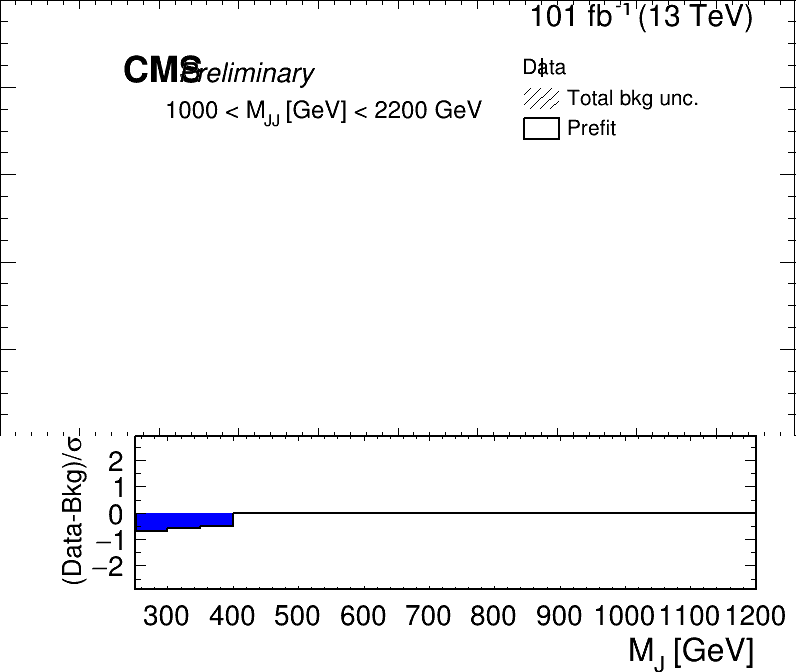 101 fb⁻¹ (13 TeV)
CMS Preliminary
Data
1000 < M_JJ [GeV] < 2200 GeV
Total bkg unc.
Prefit
(Data-Bkg)/σ
2
1
0
−1
−2
300 400 500 600 700 800 900 1000 1100 1200
M_J [GeV]